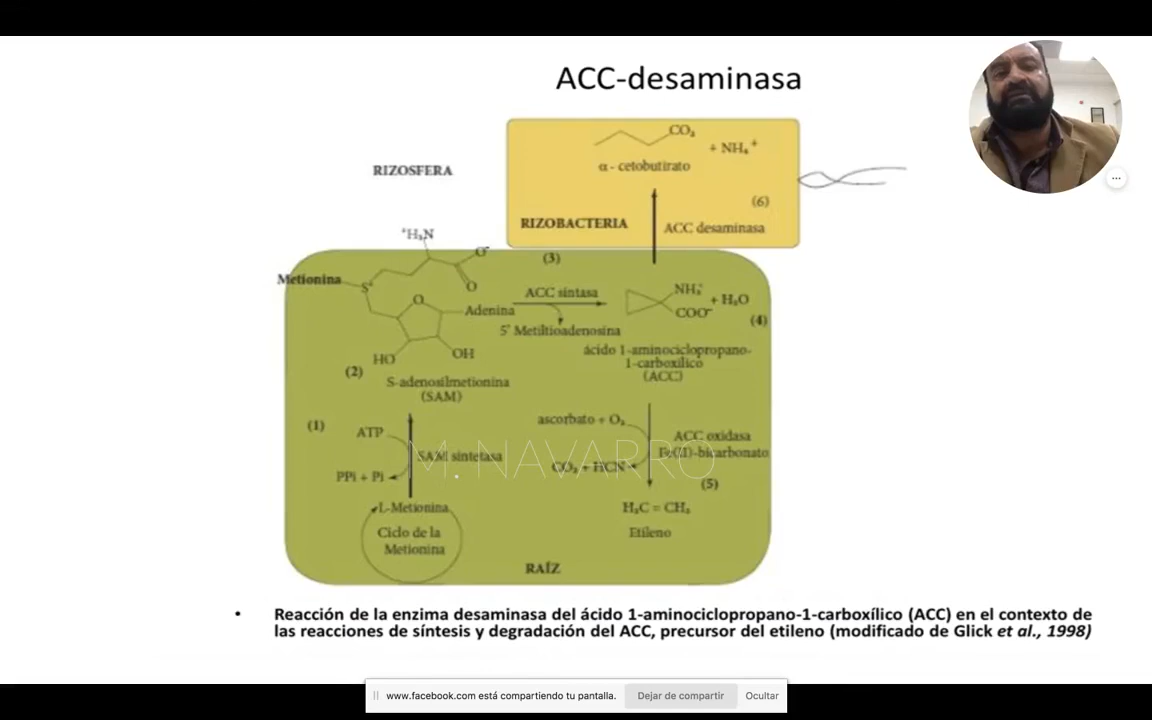 ACC-desaminasa
CO₂
+ NH₄⁺
α - cetobutirato
RIZOSFERA
(6)
RIZOBACTERIA
ACC desaminasa
⁺H₃N
O⁻
(3)
Metionina
S⁺
O
ACC sintasa
NH₃⁺
+ H₂O
O
Adenina
COO⁻
(4)
5' Metiltioadenosina
HO
OH
ácido 1-aminociclopropano-
1-carboxílico
(ACC)
(2)
S-adenosilmetionina
(SAM)
(1)
ATP
ascorbato + O₂
ACC oxidasa
Fe(II)-bicarbonato
SAM sintetasa
M. NAVARRO
CO₂ + HCN
PPi + Pi
(5)
L-Metionina
H₂C = CH₂
Ciclo de la
Metionina
Etileno
RAÍZ
• Reacción de la enzima desaminasa del ácido 1-aminociclopropano-1-carboxílico (ACC) en el contexto de
las reacciones de síntesis y degradación del ACC, precursor del etileno (modificado de Glick et al., 1998)
www.facebook.com está compartiendo tu pantalla.
Dejar de compartir
Ocultar